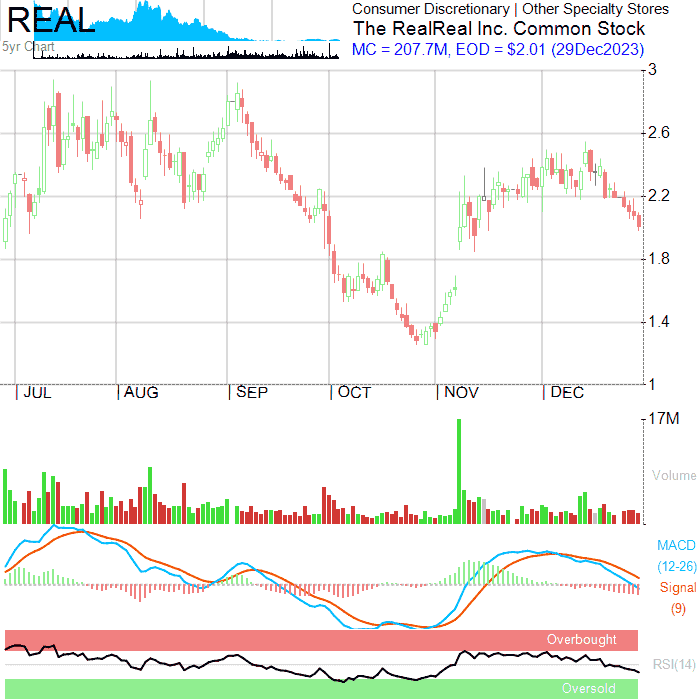 REAL
5yr Chart
Consumer Discretionary | Other Specialty Stores
The RealReal Inc. Common Stock
MC = 207.7M, EOD = $2.01 (29Dec2023)
3
2.6
2.2
1.8
1.4
1
JUL AUG SEP OCT NOV DEC
17M
Volume
MACD
(12-26)
Signal
(9)
Overbought
RSI(14)
Oversold